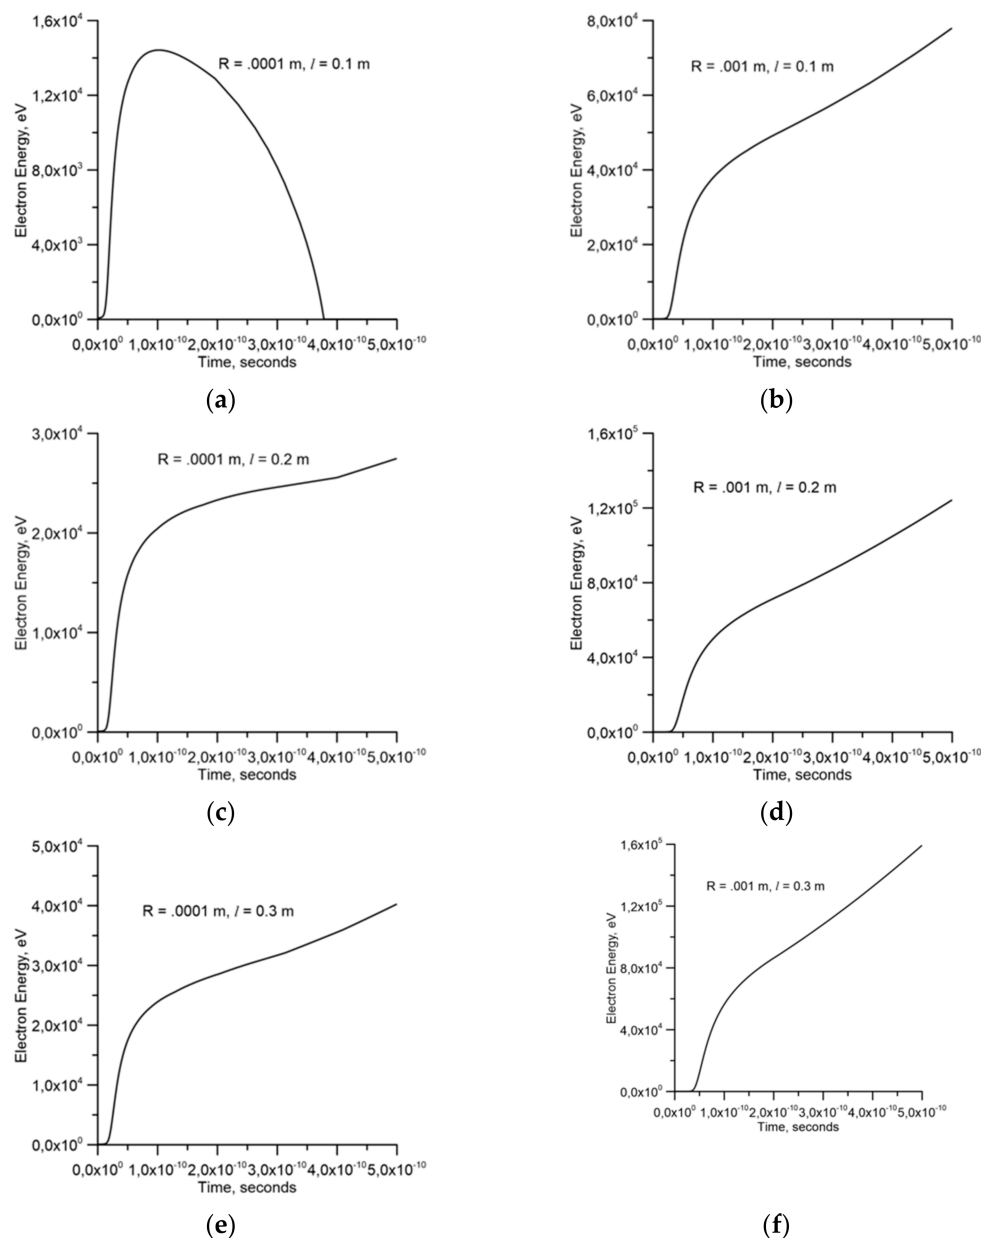 1,6x10⁴
1,2x10⁴
8,0x10³
4,0x10³
0,0x10⁰
Electron Energy, eV
R = .0001 m, l = 0.1 m
0,0x10⁰ 1,0x10⁻¹⁰ 2,0x10⁻¹⁰ 3,0x10⁻¹⁰ 4,0x10⁻¹⁰ 5,0x10⁻¹⁰
Time, seconds
(a)
8,0x10⁴
6,0x10⁴
4,0x10⁴
2,0x10⁴
0,0x10⁰
Electron Energy, eV
R = .001 m, l = 0.1 m
0,0x10⁰ 1,0x10⁻¹⁰ 2,0x10⁻¹⁰ 3,0x10⁻¹⁰ 4,0x10⁻¹⁰ 5,0x10⁻¹⁰
Time, seconds
(b)
3,0x10⁴
2,0x10⁴
1,0x10⁴
0,0x10⁰
Electron Energy, eV
R = .0001 m, l = 0.2 m
0,0x10⁰ 1,0x10⁻¹⁰ 2,0x10⁻¹⁰ 3,0x10⁻¹⁰ 4,0x10⁻¹⁰ 5,0x10⁻¹⁰
Time, seconds
(c)
1,6x10⁵
1,2x10⁵
8,0x10⁴
4,0x10⁴
0,0x10⁰
Electron Energy, eV
R = .001 m, l = 0.2 m
0,0x10⁰ 1,0x10⁻¹⁰ 2,0x10⁻¹⁰ 3,0x10⁻¹⁰ 4,0x10⁻¹⁰ 5,0x10⁻¹⁰
Time, seconds
(d)
5,0x10⁴
4,0x10⁴
3,0x10⁴
2,0x10⁴
1,0x10⁴
0,0x10⁰
Electron Energy, eV
R = .0001 m, l = 0.3 m
0,0x10⁰ 1,0x10⁻¹⁰ 2,0x10⁻¹⁰ 3,0x10⁻¹⁰ 4,0x10⁻¹⁰ 5,0x10⁻¹⁰
Time, seconds
(e)
1,6x10⁵
1,2x10⁵
8,0x10⁴
4,0x10⁴
0,0x10⁰
Electron Energy, eV
R = .001 m, l = 0.3 m
0,0x10⁰ 1,0x10⁻¹⁰ 2,0x10⁻¹⁰ 3,0x10⁻¹⁰ 4,0x10⁻¹⁰ 5,0x10⁻¹⁰
Time, seconds
(f)